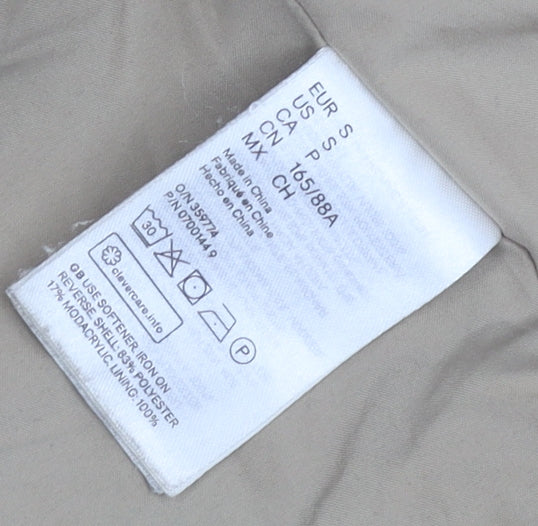 EUR S
US S
CA P
CN 165/88A
MX CH
Made in China
Fabriqué en Chine
Hecho en China
O/N 359774
P/N 07001449
30
P
clevercare.info
GB USE SOFTENER. IRON ON
REVERSE. SHELL: 83% POLYESTER
17% MODACRYLIC. LINING: 100%